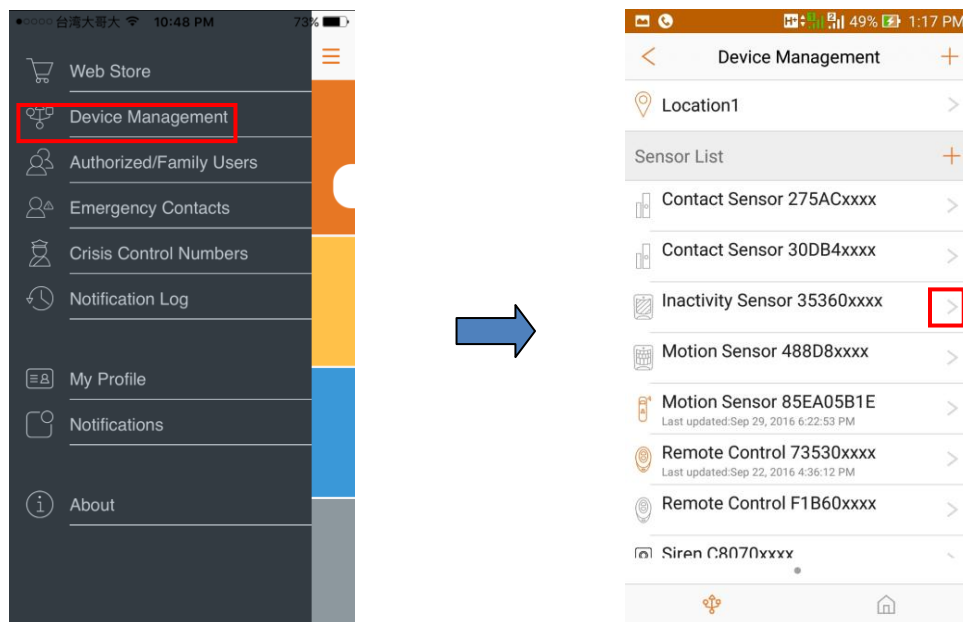 台湾大哥大 10:48 PM 73%
Web Store
Device Management
Authorized/Family Users
Emergency Contacts
Crisis Control Numbers
Notification Log
My Profile
Notifications
About
H+ 2 49% 1:17 PM
Device Management
Location1
Sensor List
Contact Sensor 275ACxxxx
Contact Sensor 30DB4xxxx
Inactivity Sensor 35360xxxx
Motion Sensor 488D8xxxx
Motion Sensor 85EA05B1E
Last updated:Sep 29, 2016 6:22:53 PM
Remote Control 73530xxxx
Last updated:Sep 22, 2016 4:36:12 PM
Remote Control F1B60xxxx
Siren C8070xxxx